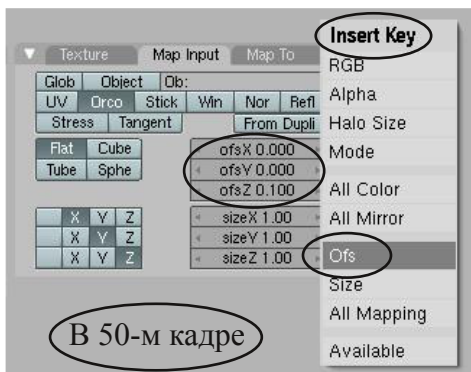 Insert Key
Texture Map Input Map To
RGB
Glob Object Ob:
Alpha
UV Orco Stick Win Nor Refl
Stress Tangent From Dupli
Halo Size
Flat Cube ofsX 0.000
Mode
Tube Sphe ofsY 0.000
ofsZ 0.100
All Color
X Y Z sizeX 1.00
All Mirror
X Y Z sizeY 1.00
X Y Z sizeZ 1.00
Ofs
Size
All Mapping
Available
В 50-м кадре